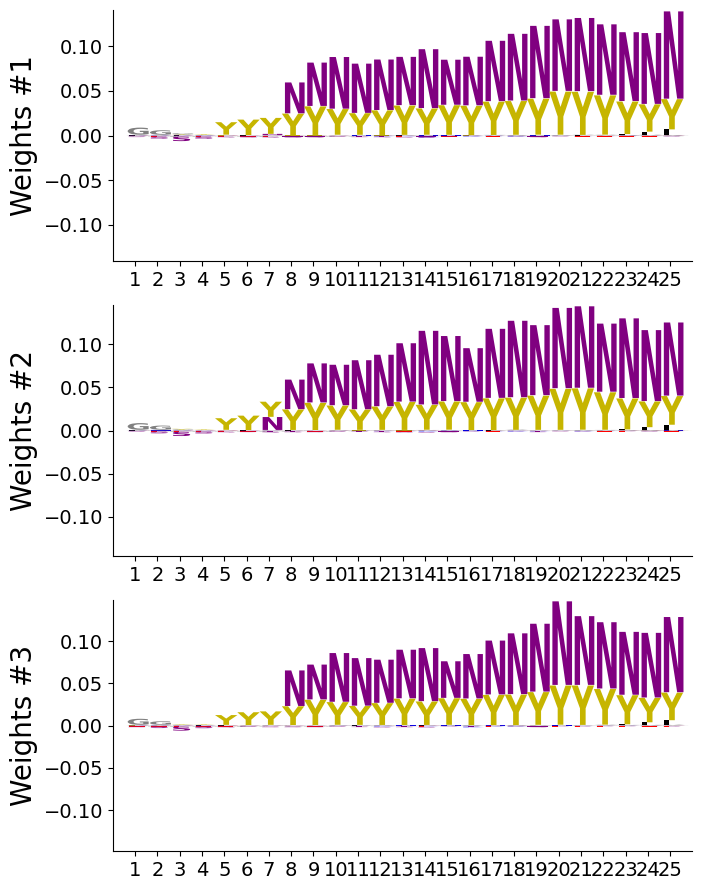 Weights #1
0.10
0.05
0.00
−0.05
−0.10
1 2 3 4 5 6 7 8 9 10 11 12 13 14 15 16 17 18 19 20 21 22 23 24 25
G G S Y Y Y N N N N N N N N N N N N N N N N N N
Y Y Y Y Y Y Y Y Y Y Y Y Y Y Y Y Y Y
Weights #2
0.10
0.05
0.00
−0.05
−0.10
1 2 3 4 5 6 7 8 9 10 11 12 13 14 15 16 17 18 19 20 21 22 23 24 25
G G S Y Y Y N N N N N N N N N N N N N N N N N N
N Y Y Y Y Y Y Y Y Y Y Y Y Y Y Y Y Y Y
Weights #3
0.10
0.05
0.00
−0.05
−0.10
1 2 3 4 5 6 7 8 9 10 11 12 13 14 15 16 17 18 19 20 21 22 23 24 25
G G S Y Y Y N N N N N N N N N N N N N N N N N N
Y Y Y Y Y Y Y Y Y Y Y Y Y Y Y Y Y Y